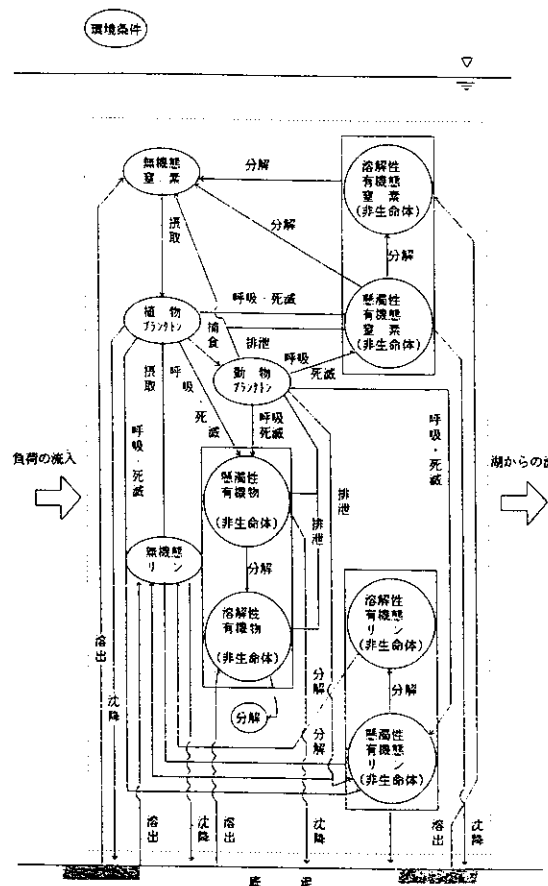 環境条件
無機態
窒素
分解
溶解性
有機態
窒素
(非生命体)
摂取
分解
分解
植物
プランクトン
呼吸・死滅
懸濁性
有機態
窒素
(非生命体)
捕食
排泄
動物
プランクトン
呼吸
死滅
摂取
呼吸・死滅
呼吸・死滅
呼吸
死滅
呼吸・死滅
負荷の流入
湖からの流
懸濁性
有機物
(非生命体)
排泄
排泄
無機態
リン
分解
溶解性
有機物
(非生命体)
溶解性
有機態
リン
(非生命体)
溶出
沈降
分解
分解
分解
分解
懸濁性
有機態
リン
(非生命体)
溶出
沈降
溶出
沈降
溶出
沈降
底